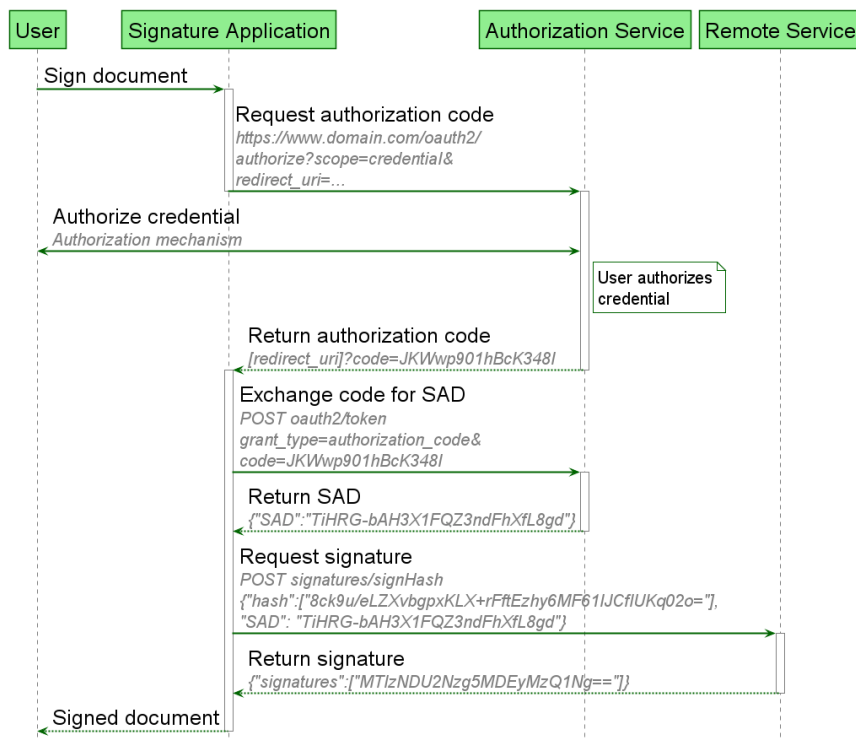 User
Signature Application
Authorization Service
Remote Service
Sign document
Request authorization code
https://www.domain.com/oauth2/
authorize?scope=credential&
redirect_uri=...
Authorize credential
Authorization mechanism
User authorizes
credential
Return authorization code
[redirect_uri]?code=JKWwp901hBcK348I
Exchange code for SAD
POST oauth2/token
grant_type=authorization_code&
code=JKWwp901hBcK348I
Return SAD
{"SAD":"TiHRG-bAH3X1FQZ3ndFhXfL8gd"}
Request signature
POST signatures/signHash
{"hash":["8ck9u/eLZXvbgpxKLX+rFftEzhy6MF61IJCflUKq02o="],
"SAD": "TiHRG-bAH3X1FQZ3ndFhXfL8gd"}
Return signature
{"signatures":["MTIzNDU2Nzg5MDEyMzQ1Ng=="]}
Signed document